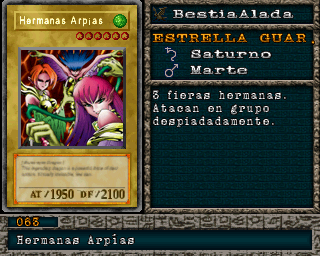 Hermanas Arpías
AT/1950 DF/2100
BestiaAlada
ESTRELLA GUAR.
Saturno
Marte
3 fieras hermanas.
Atacan en grupo
despiadadamente.
063
Hermanas Arpías